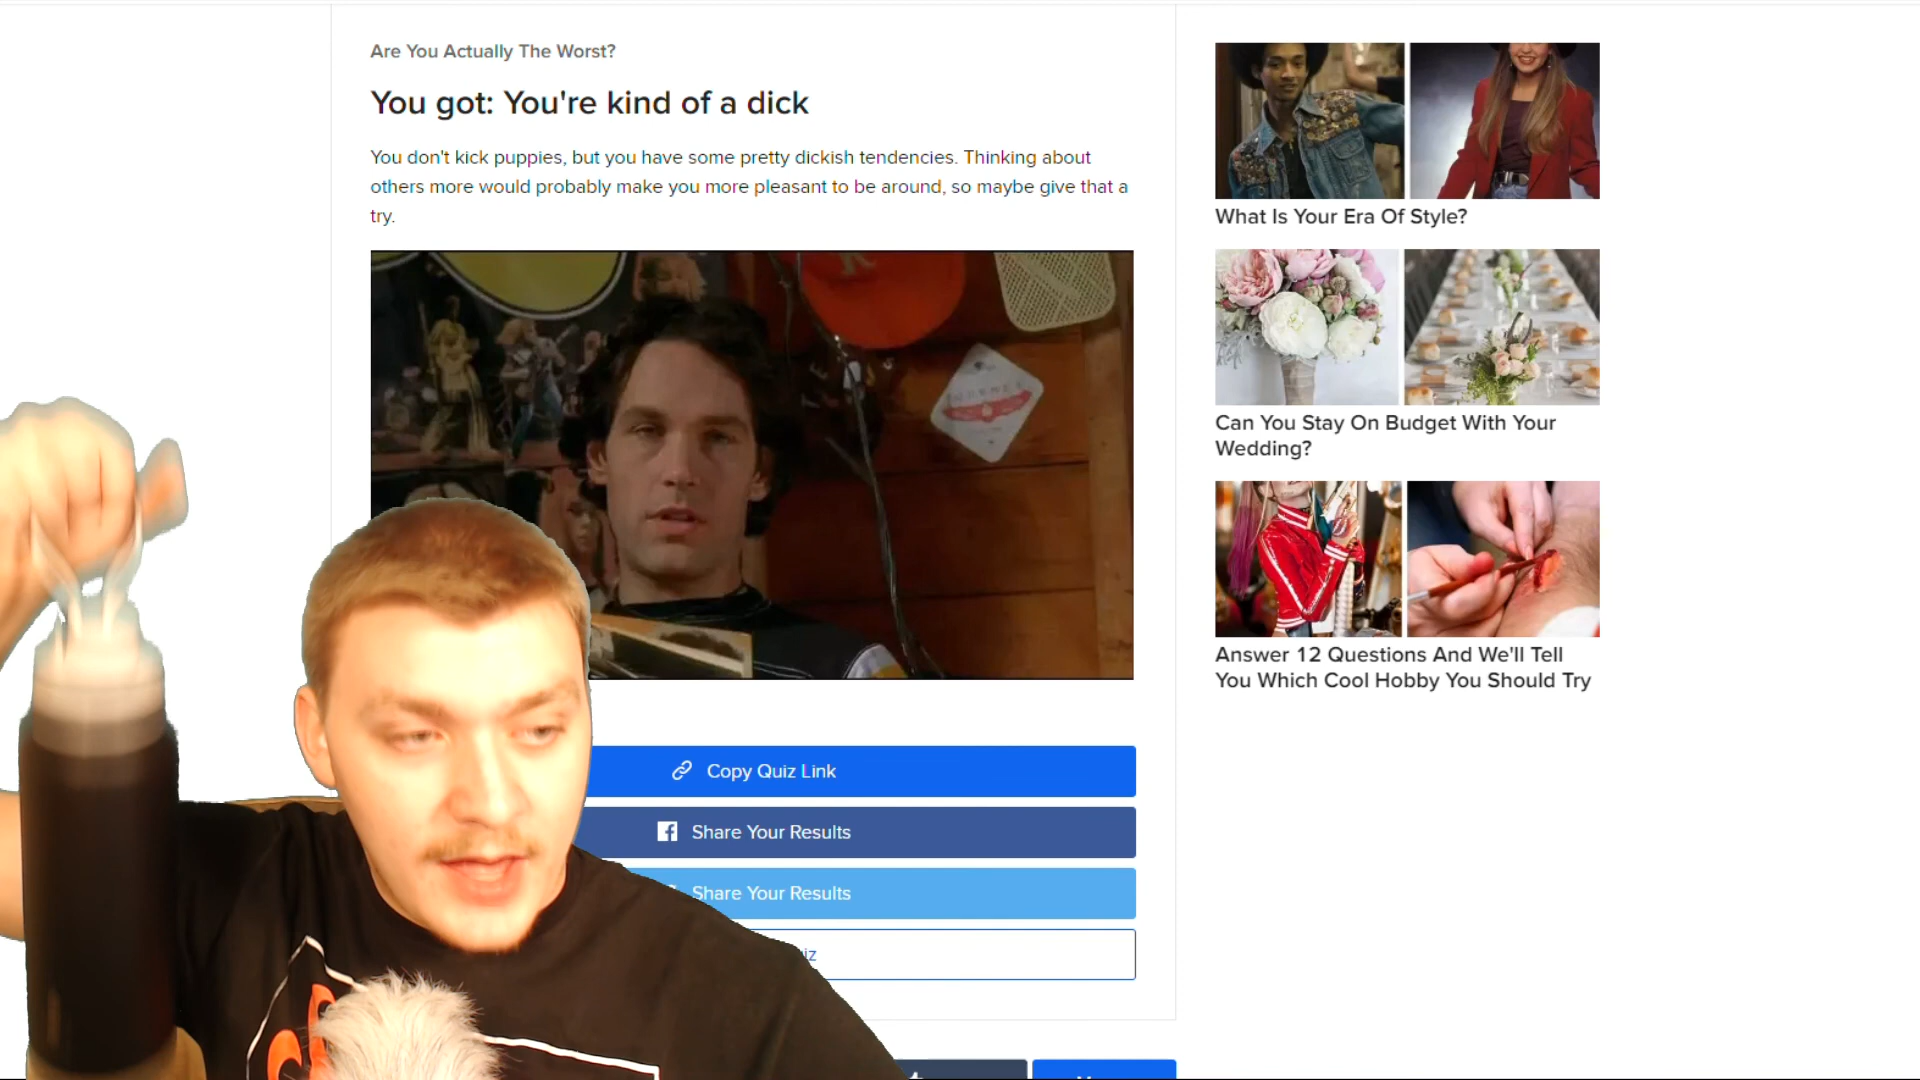 Are You Actually The Worst?
You got: You're kind of a dick
You don't kick puppies, but you have some pretty dickish tendencies. Thinking about
others more would probably make you more pleasant to be around, so maybe give that a
try.
Copy Quiz Link
Share Your Results
Share Your Results
What Is Your Era Of Style?
Can You Stay On Budget With Your
Wedding?
Answer 12 Questions And We'll Tell
You Which Cool Hobby You Should Try